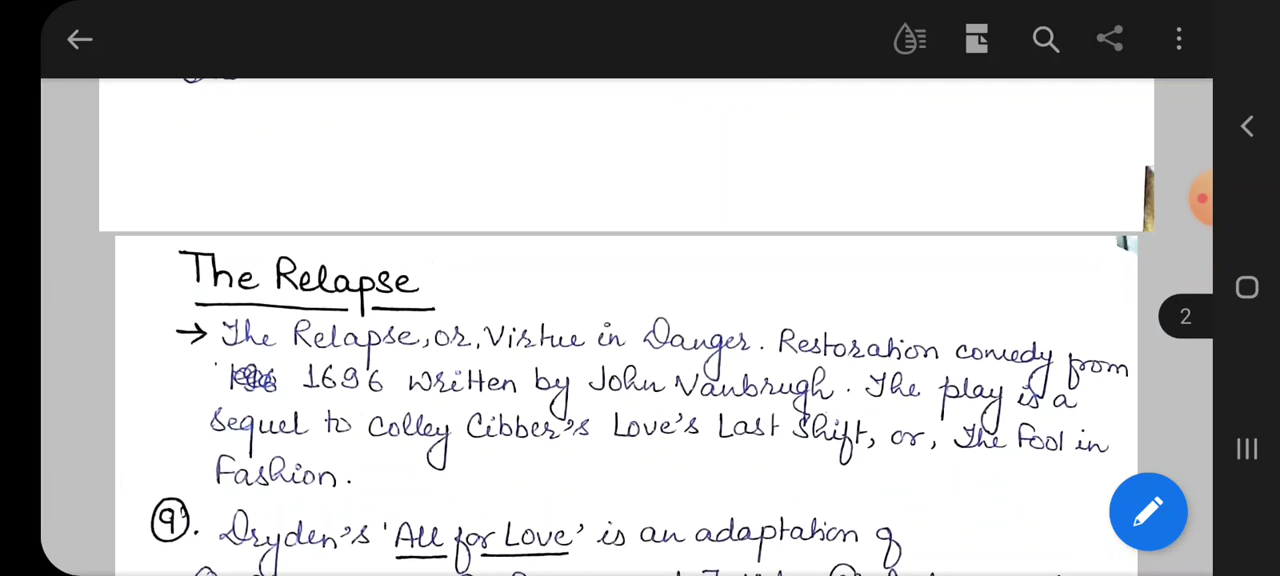 The Relapse
→ The Relapse, or, Virtue in Danger. Restoration comedy from
1696 written by John Vanbrugh. The play is a
sequel to Colley Cibber's Love's Last Shift, or, The Fool in
Fashion.
9). Dryden's 'All for Love' is an adaptation of
2